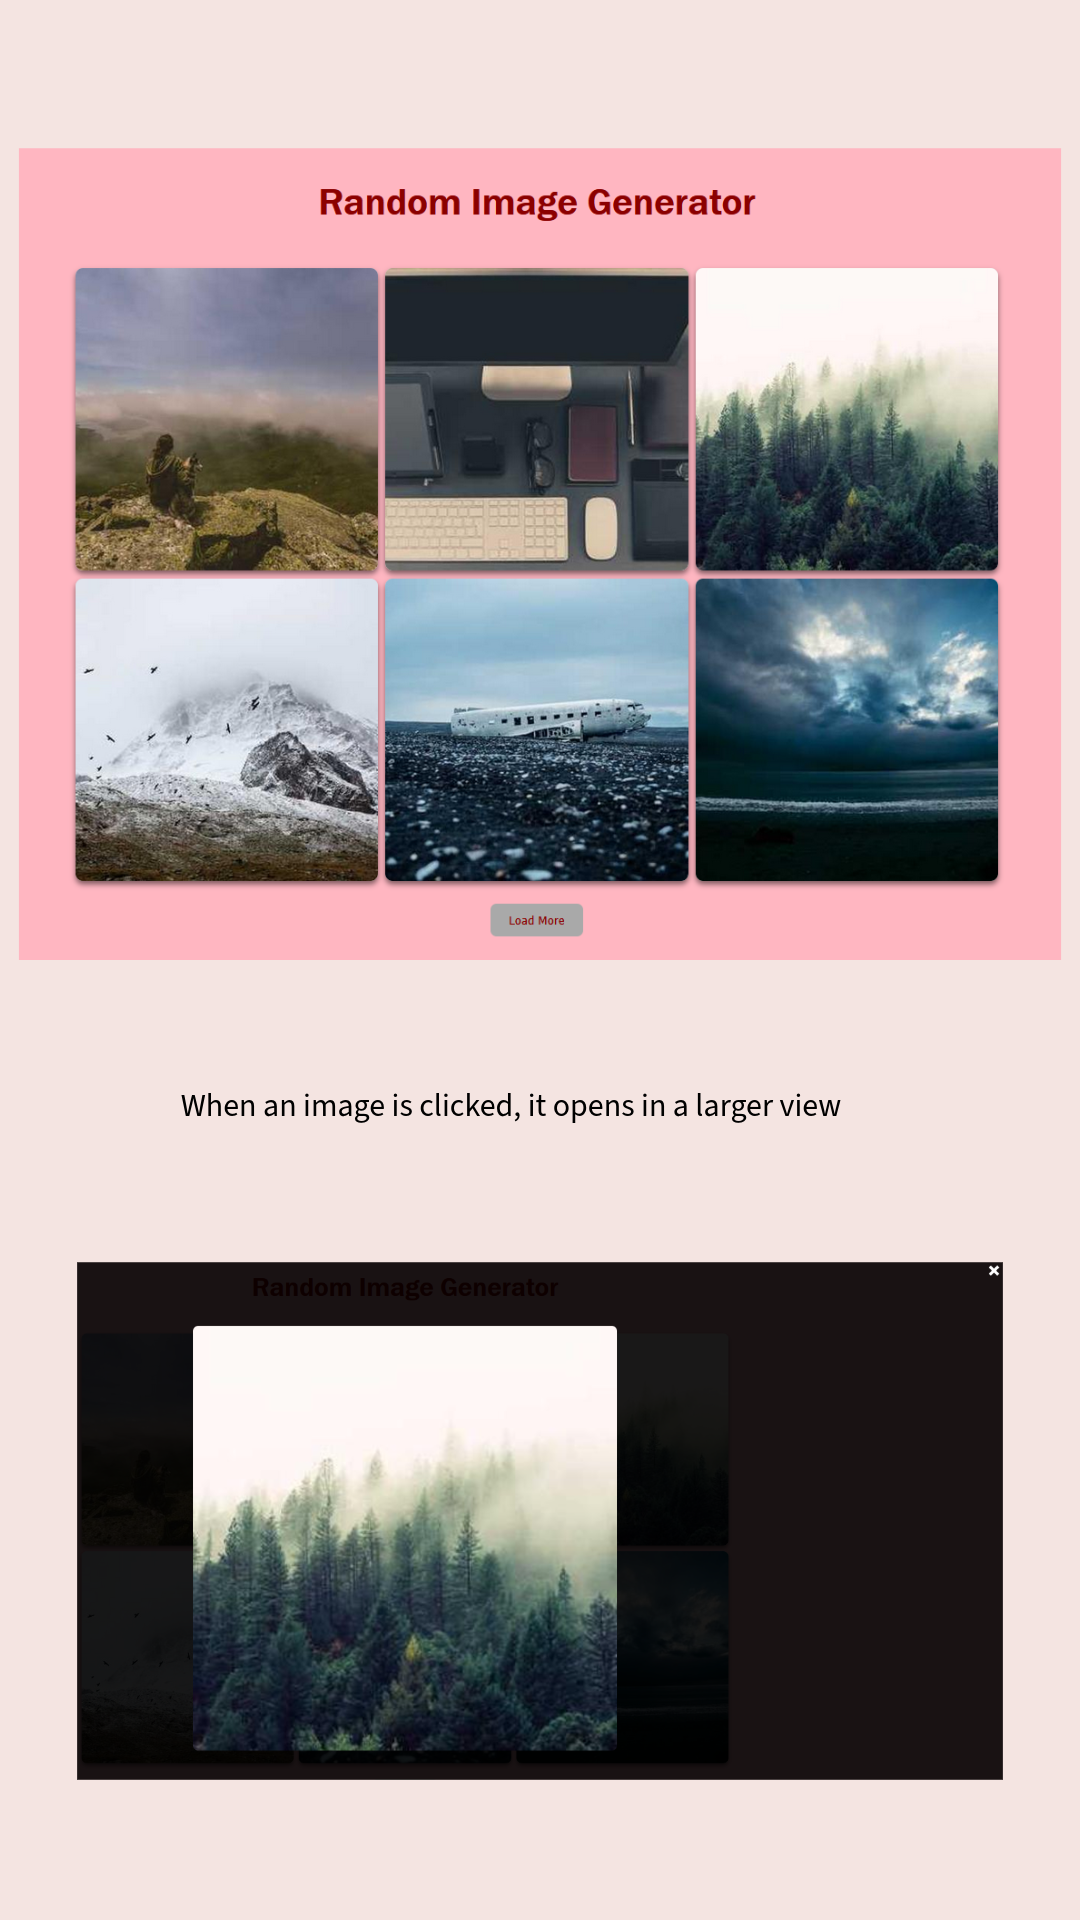 Random Image Generator
Load More
When an image is clicked, it opens in a larger view
Random Image Generator